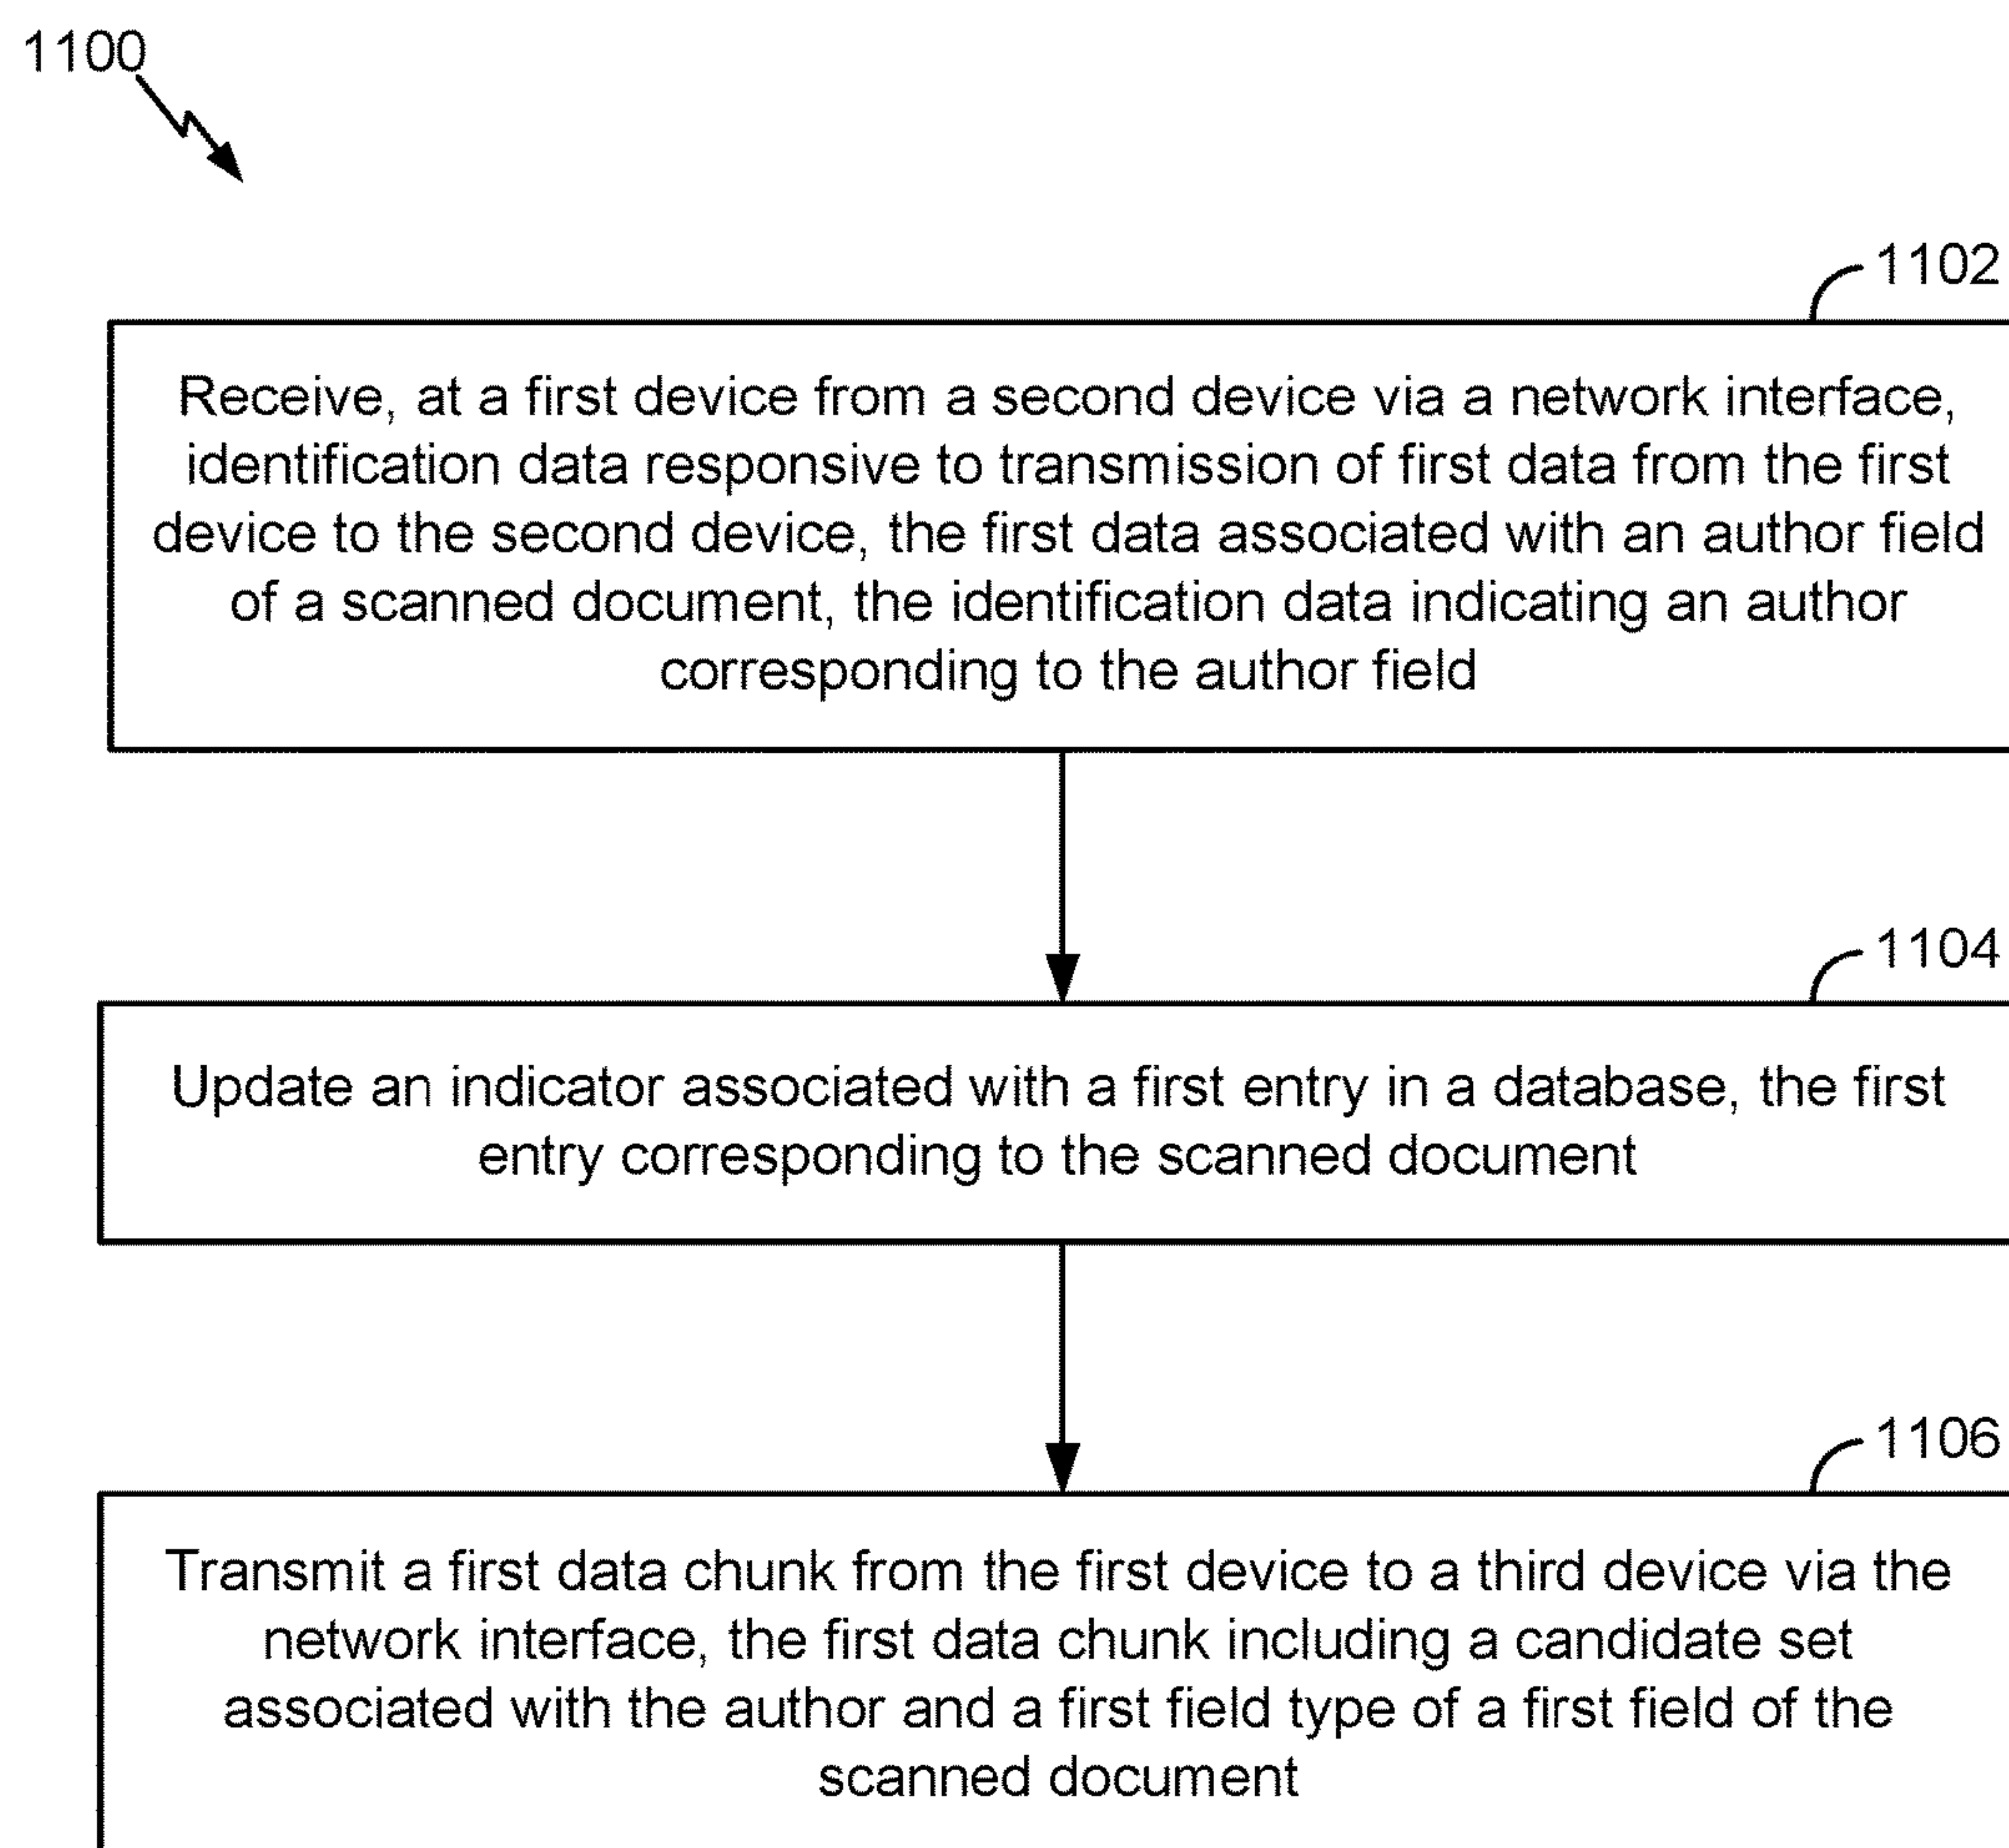 1100
1102
Receive, at a first device from a second device via a network interface,
identification data responsive to transmission of first data from the first
device to the second device, the first data associated with an author field
of a scanned document, the identification data indicating an author
corresponding to the author field
1104
Update an indicator associated with a first entry in a database, the first
entry corresponding to the scanned document
1106
Transmit a first data chunk from the first device to a third device via the
network interface, the first data chunk including a candidate set
associated with the author and a first field type of a first field of the
scanned document